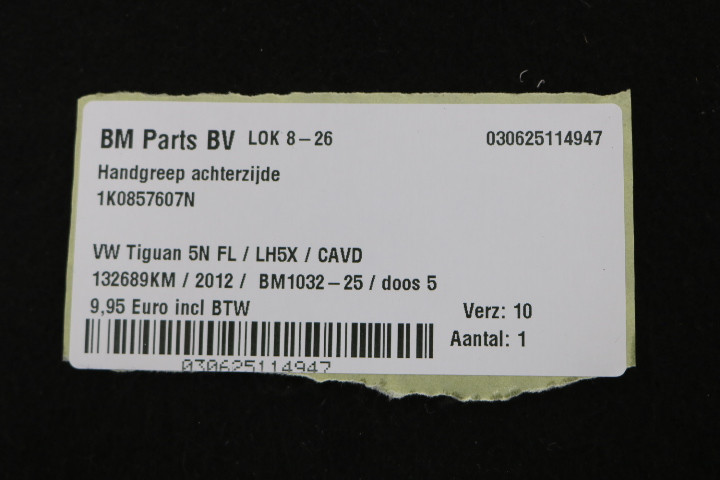 BM Parts BV LOK 8-26 030625114947
Handgreep achterzijde
1K0857607N
VW Tiguan 5N FL / LH5X / CAVD
132689KM / 2012 / BM1032-25 / doos 5
9,95 Euro incl BTW Verz: 10
Aantal: 1
030625114947